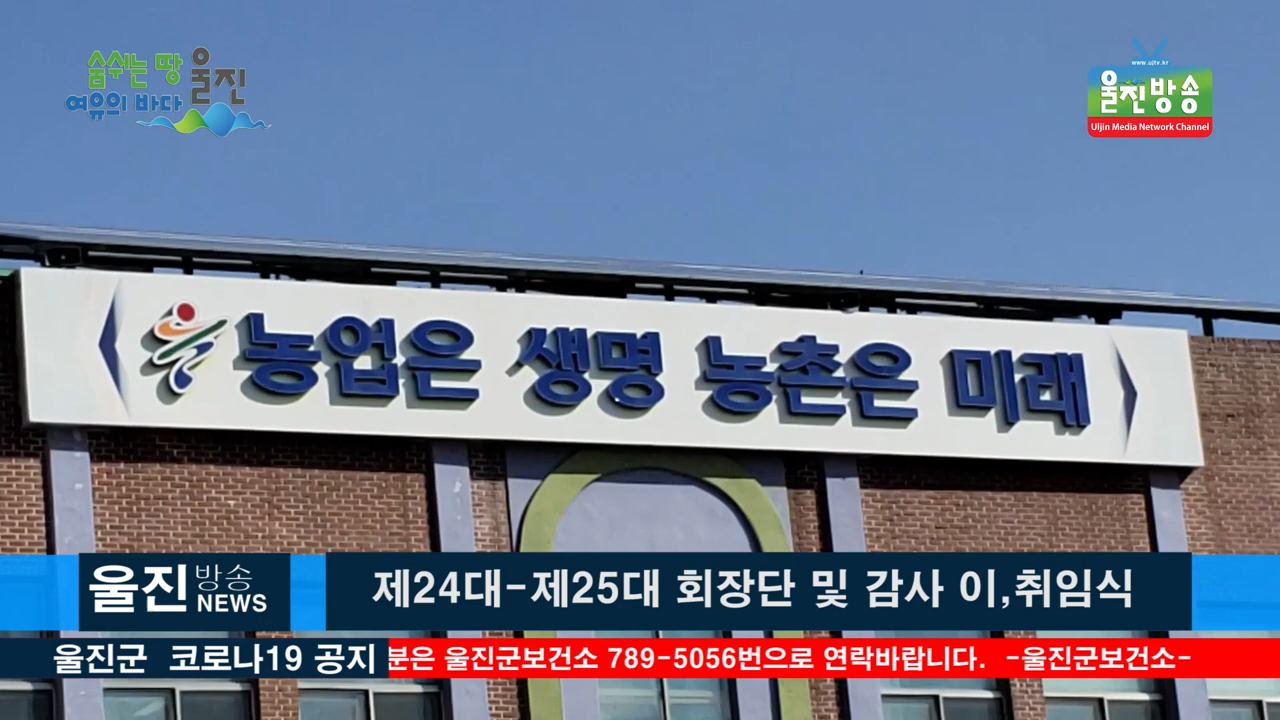 숨쉬는 땅 울진
여유의 바다
www.ujtv.kr
울진방송
Uljin Media Network Channel
농업은 생명 농촌은 미래
울진 방송 NEWS
제24대-제25대 회장단 및 감사 이,취임식
울진군 코로나19 공지
분은 울진군보건소 789-5056번으로 연락바랍니다. -울진군보건소-